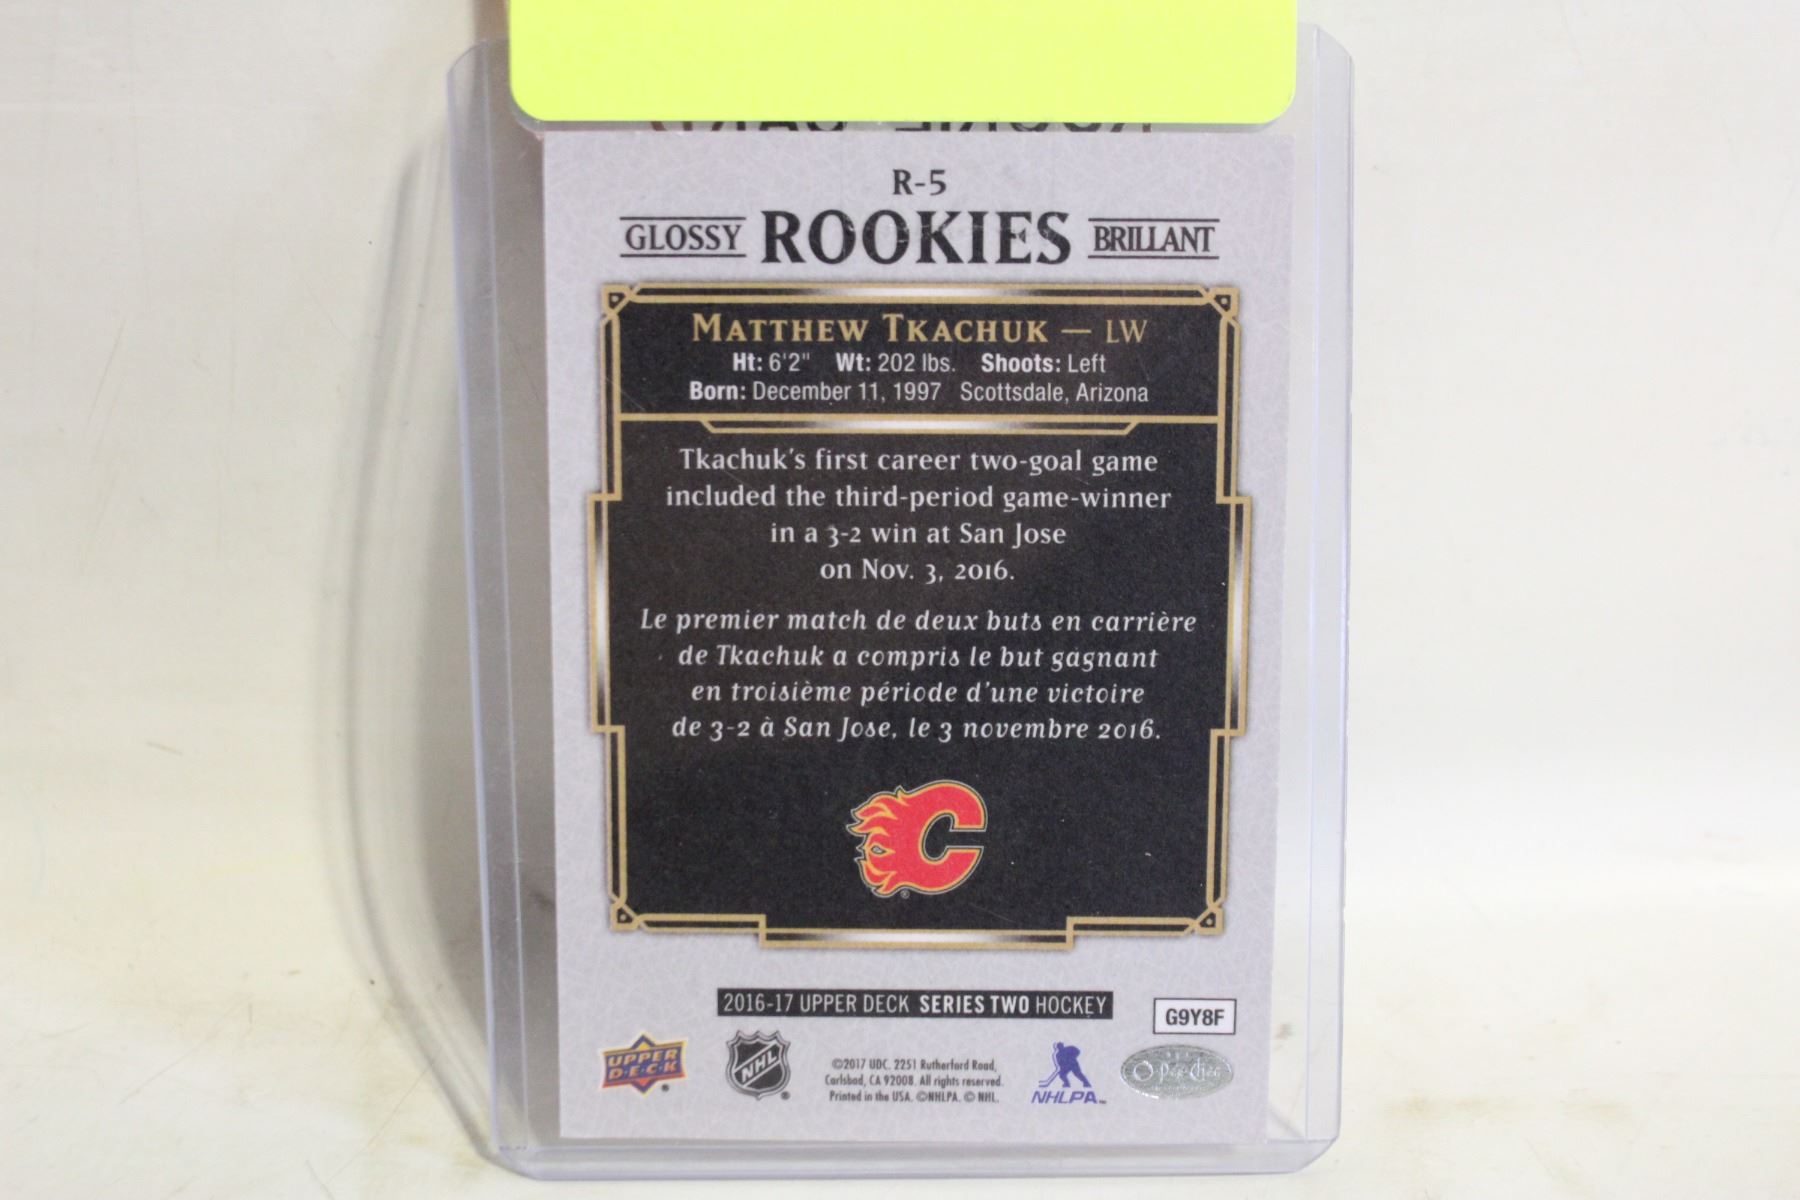 R-5
GLOSSY ROOKIES BRILLANT
MATTHEW TKACHUK — LW
Ht: 6'2" Wt: 202 lbs. Shoots: Left
Born: December 11, 1997 Scottsdale, Arizona
Tkachuk's first career two-goal game
included the third-period game-winner
in a 3-2 win at San Jose
on Nov. 3, 2016.
Le premier match de deux buts en carrière
de Tkachuk a compris le but gagnant
en troisième période d'une victoire
de 3-2 à San Jose, le 3 novembre 2016.
C
®
2016-17 UPPER DECK SERIES TWO HOCKEY
G9Y8F
UPPER
D·E·C·K
®
NHL
®
©2017 UDC. 2251 Rutherford Road,
Carlsbad, CA 92008. All rights reserved.
Printed in the USA. ©NHLPA. © NHL.
NHLPA™
O-Pee-Chee